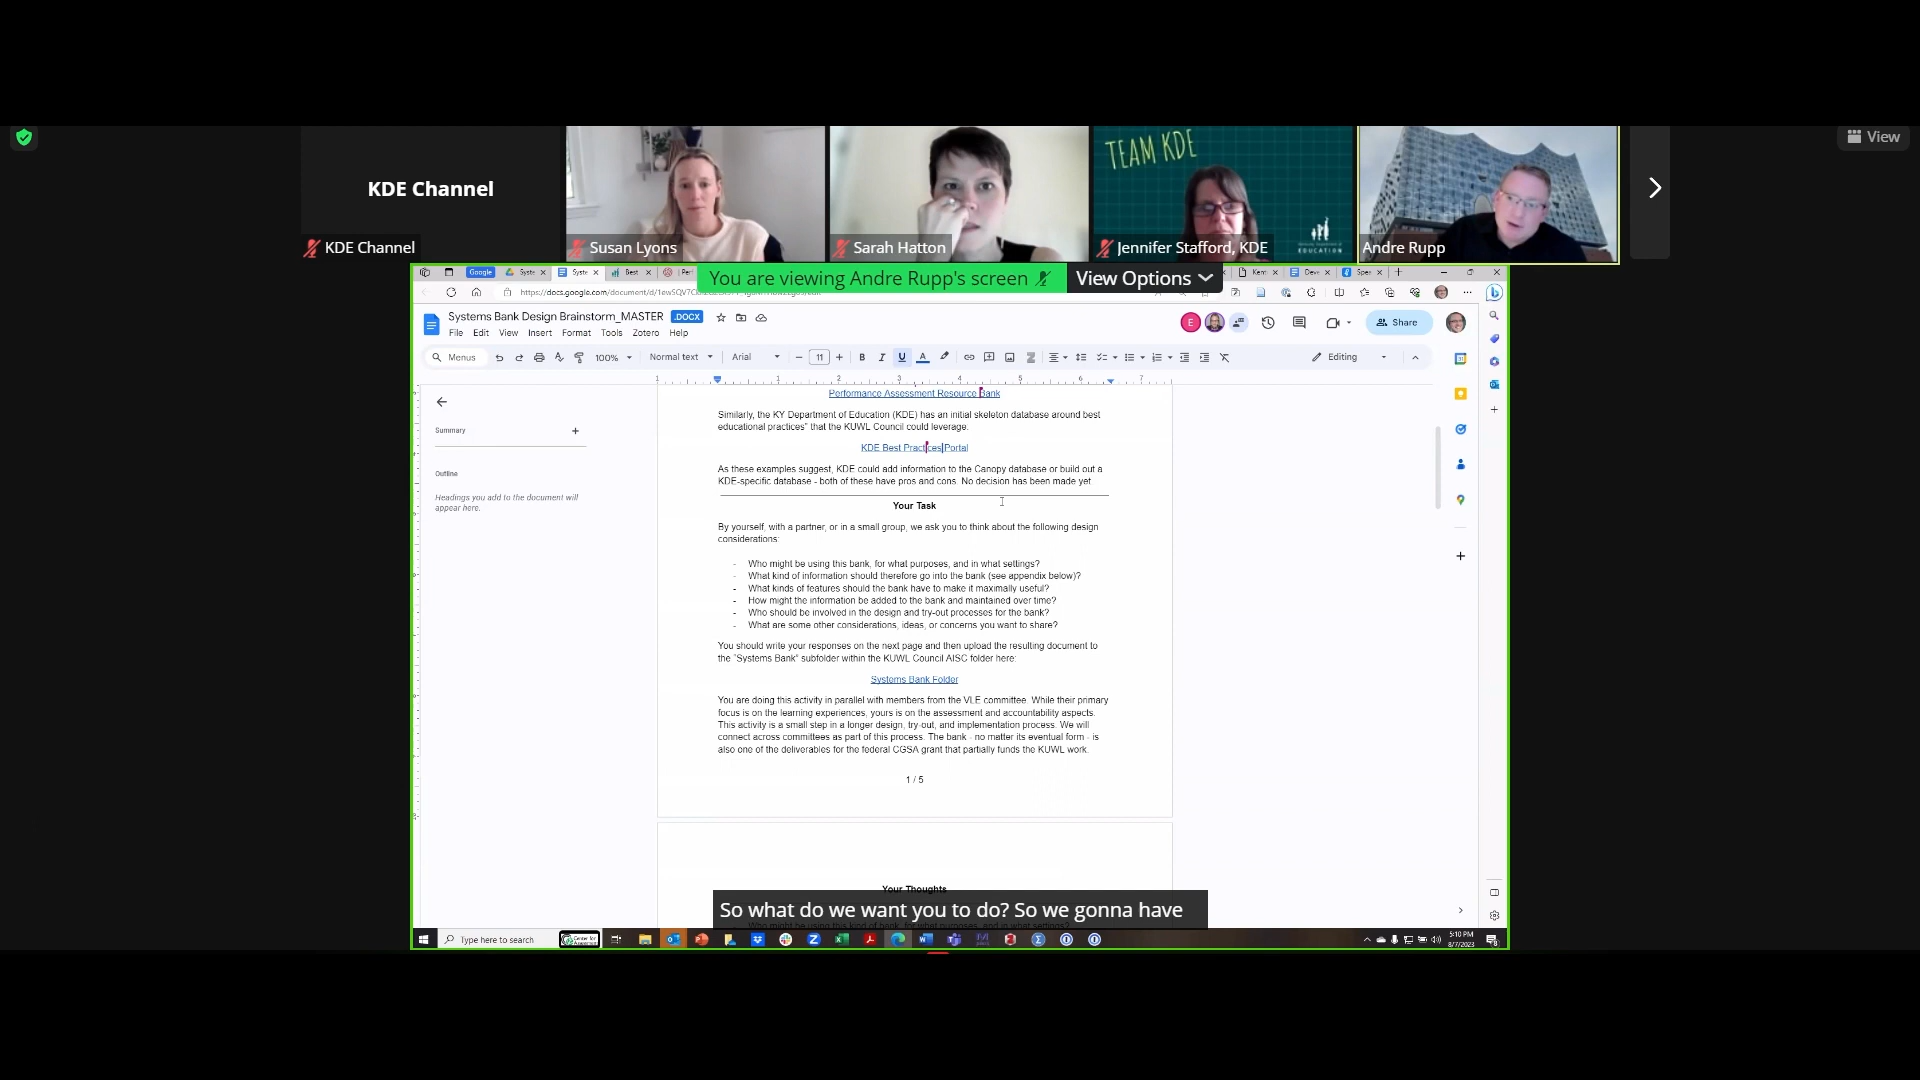 View
TEAM KDE
KDE Channel
EDUCATION
KDE Channel
Susan Lyons
Sarah Hatton
Jennifer Stafford, KDE
Andre Rupp
Google
Syste
Syste
Best
You are viewing Andre Rupp's screen
View Options
Systems Bank Design Brainstorm_MASTER
.DOCX
File Edit View Insert Format Tools Zotero Help
Share
Menus
100%
Normal text
Arial
11
Editing
Performance Assessment Resource Bank
Similarly, the KY Department of Education (KDE) has an initial skeleton database around best
educational practices” that the KUWL Council could leverage.
KDE Best Practices Portal
As these examples suggest, KDE could add information to the Canopy database or build out a
KDE-specific database - both of these have pros and cons. No decision has been made yet
Summary
Outline
Headings you add to the document will
appear here.
Your Task
By yourself, with a partner, or in a small group, we ask you to think about the following design
considerations:
- Who might be using this bank, for what purposes, and in what settings?
- What kind of information should therefore go into the bank (see appendix below)?
- What kinds of features should the bank have to make it maximally useful?
- How might the information be added to the bank and maintained over time?
- Who should be involved in the design and try-out processes for the bank?
- What are some other considerations, ideas, or concerns you want to share?
You should write your responses on the next page and then upload the resulting document to
the “Systems Bank” subfolder within the KUWL Council AISC folder here:
Systems Bank Folder
You are doing this activity in parallel with members from the VLE committee. While their primary
focus is on the learning experiences, yours is on the assessment and accountability aspects.
This activity is a small step in a longer design, try-out, and implementation process. We will
connect across committees as part of this process. The bank - no matter its eventual form - is
also one of the deliverables for the federal CGSA grant that partially funds the KUWL work.
1 / 5
Your Thoughts
So what do we want you to do? So we gonna have
Type here to search
5:10 PM
8/7/2023